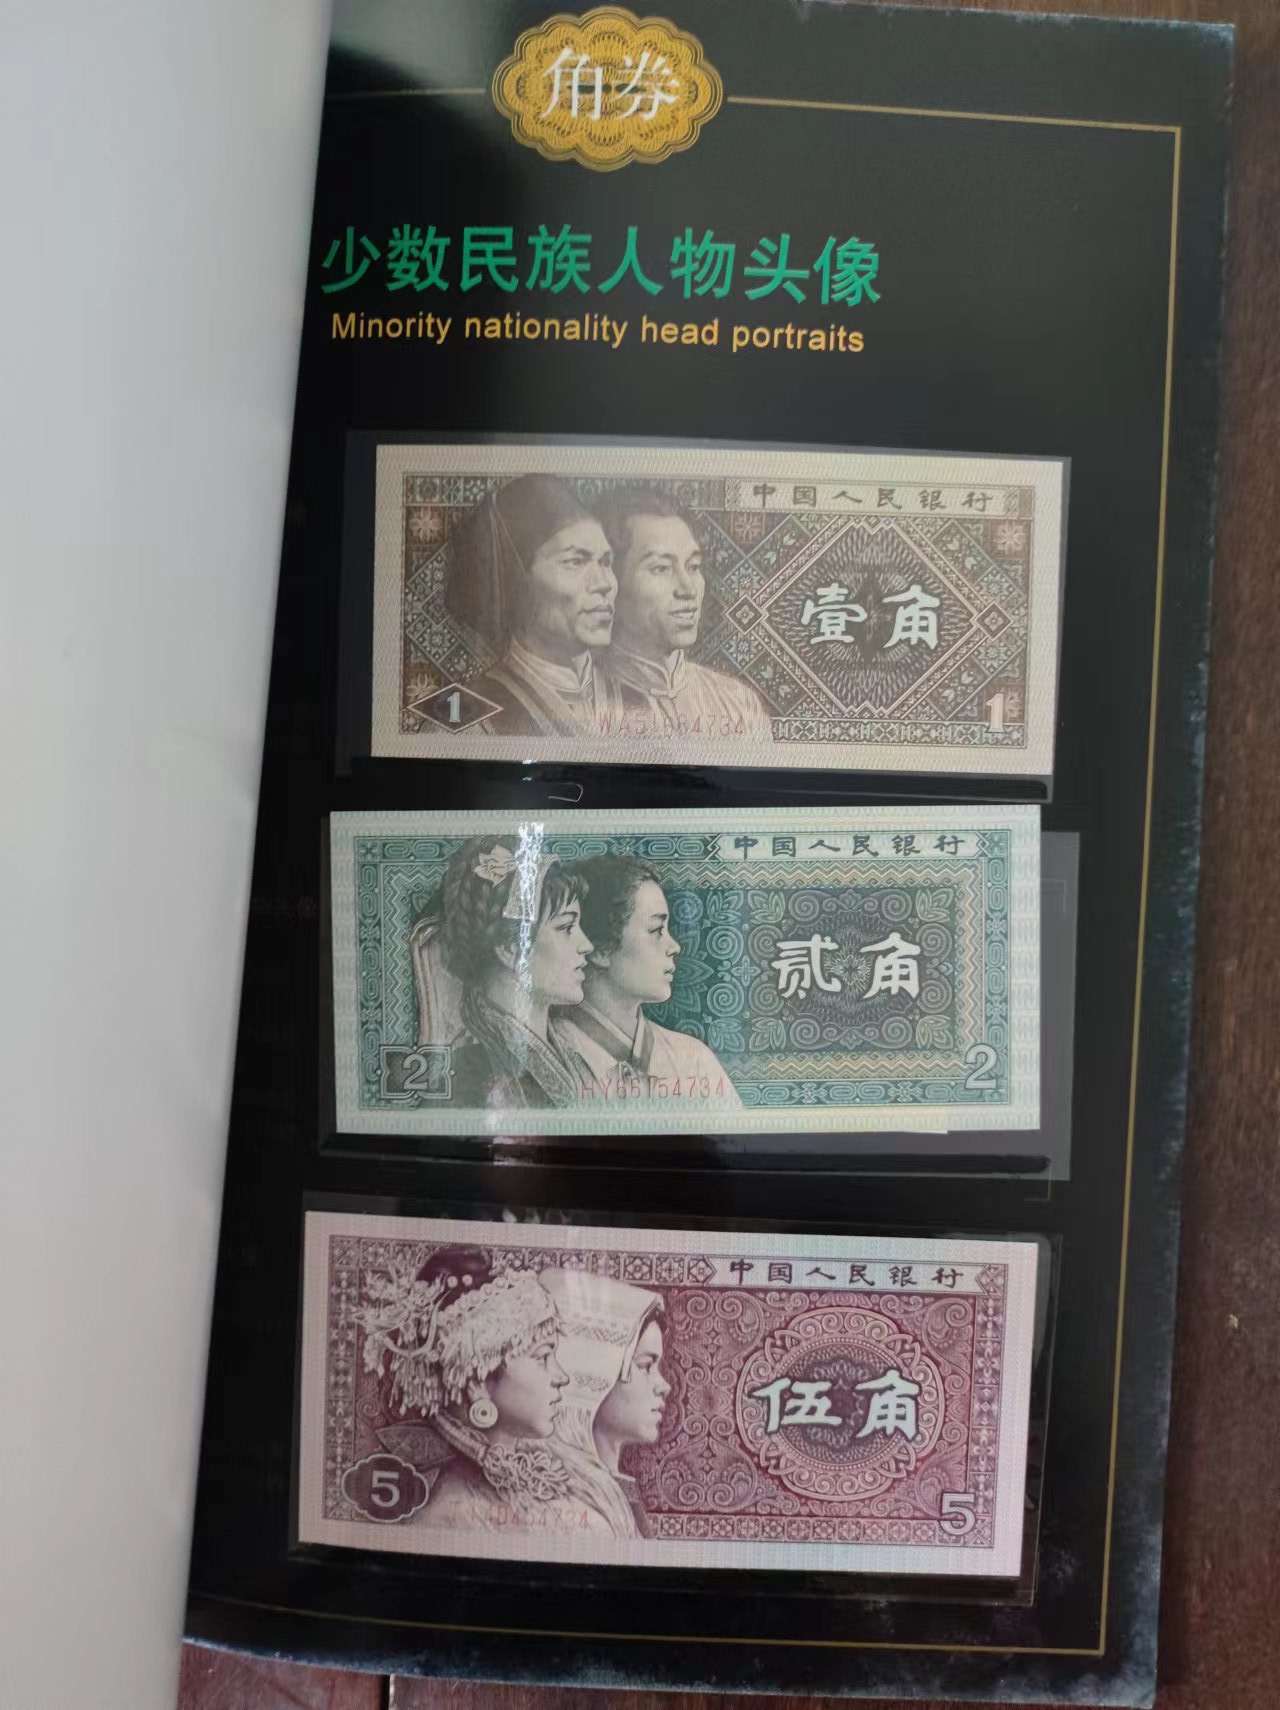 角券
少数民族人物头像
Minority nationality head portraits
中国人民银行
壹角
1
1
WA51664734
中国人民银行
贰角
2
2
HY66154734
中国人民银行
伍角
5
5